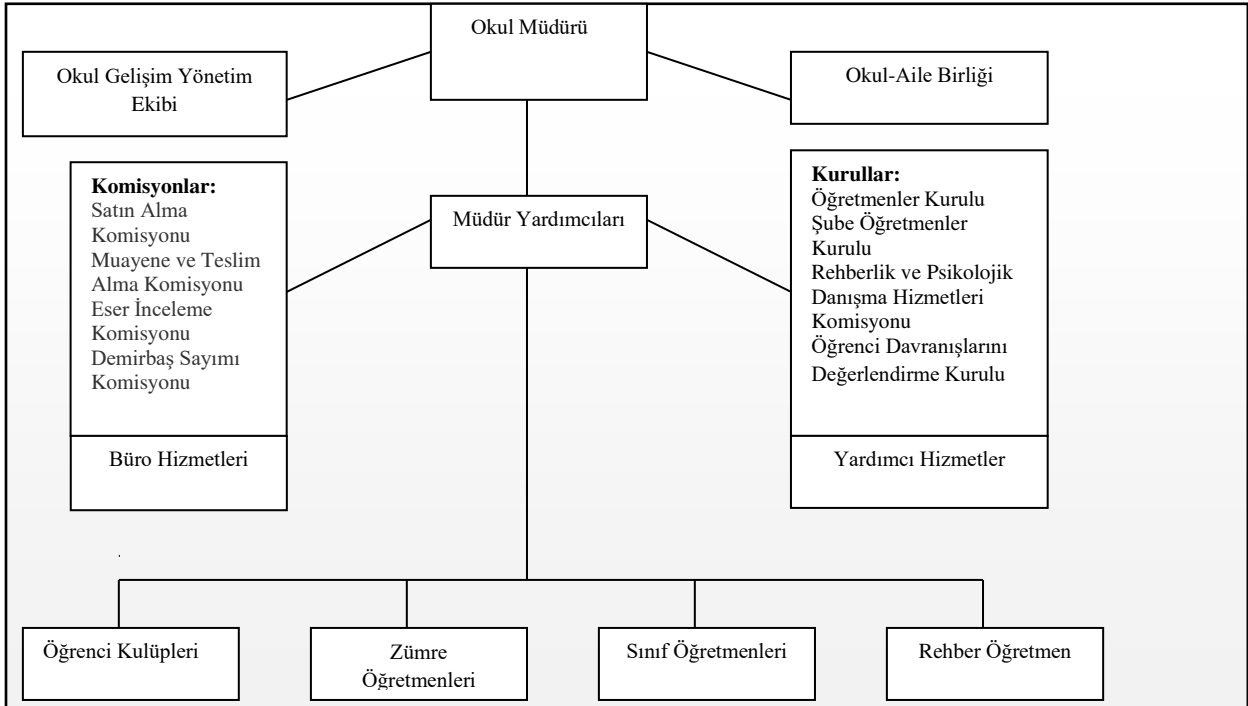 Okul Müdürü
Okul Gelişim Yönetim
Ekibi
Okul-Aile Birliği
Komisyonlar:
Satın Alma
Komisyonu
Muayene ve Teslim
Alma Komisyonu
Eser İnceleme
Komisyonu
Demirbaş Sayımı
Komisyonu
Müdür Yardımcıları
Kurullar:
Öğretmenler Kurulu
Şube Öğretmenler
Kurulu
Rehberlik ve Psikolojik
Danışma Hizmetleri
Komisyonu
Öğrenci Davranışlarını
Değerlendirme Kurulu
Büro Hizmetleri
Yardımcı Hizmetler
Öğrenci Kulüpleri
Zümre
Öğretmenleri
Sınıf Öğretmenleri
Rehber Öğretmen